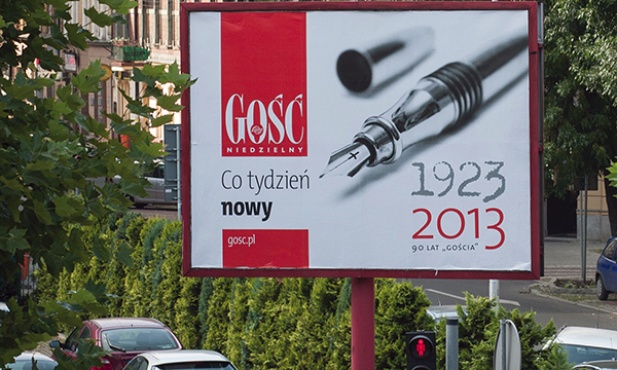 GOŚĆ
NIEDZIELNY
Co tydzień
nowy
gosc.pl
1923
2013
90 LAT „GOŚCIA”